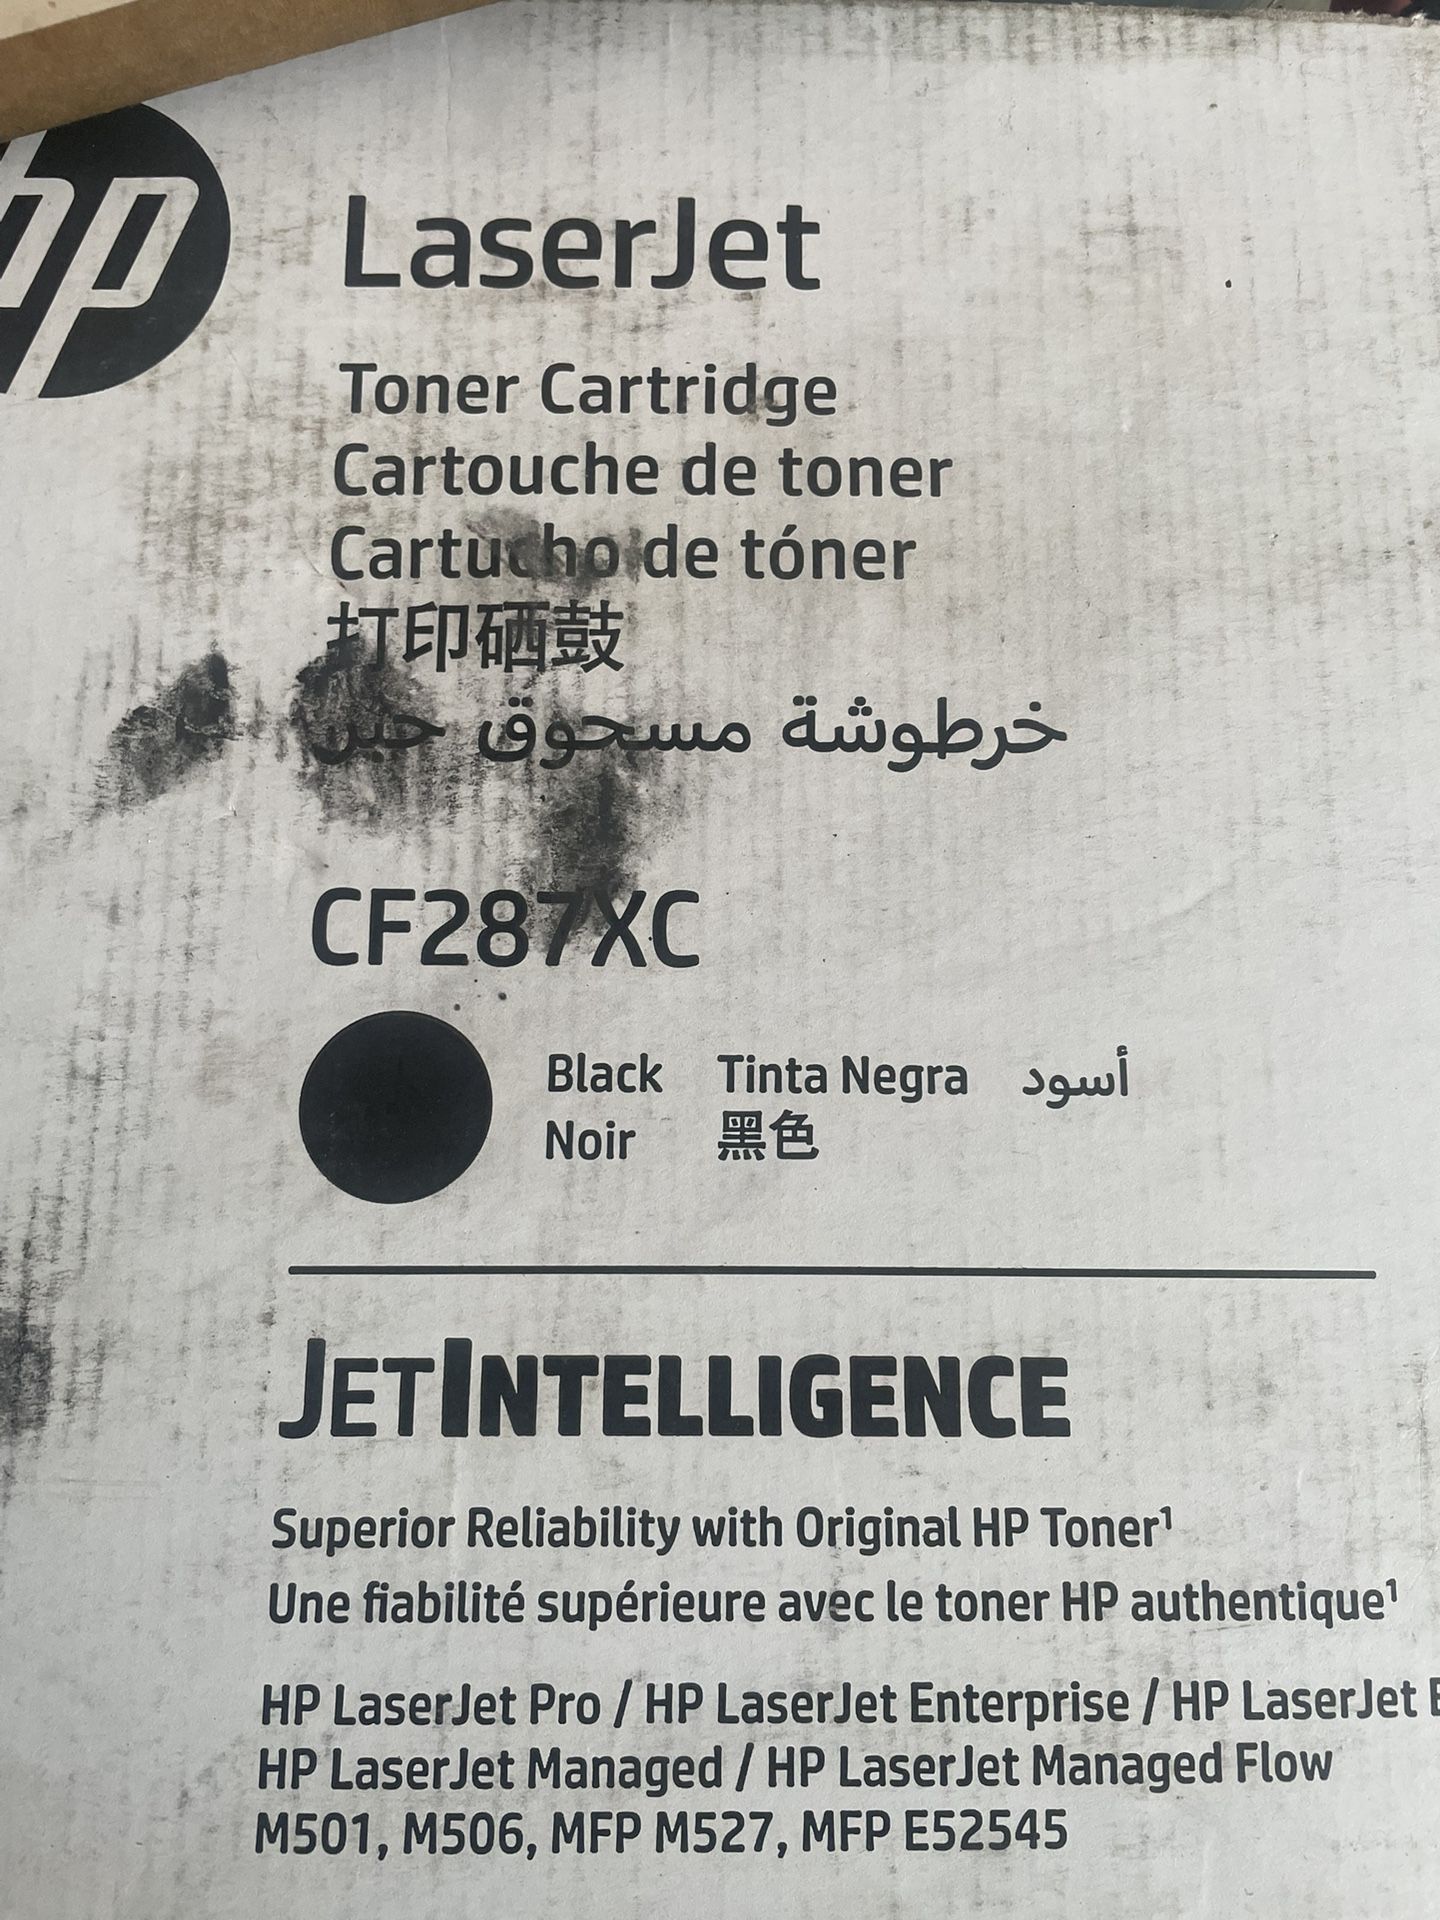 hp
LaserJet
Toner Cartridge
Cartouche de toner
Cartucho de tóner
打印硒鼓
خرطوشة مسحوق حبر
CF287XC
Black Tinta Negra أسود
Noir 黑色
JETINTELLIGENCE
Superior Reliability with Original HP Toner¹
Une fiabilité supérieure avec le toner HP authentique¹
HP LaserJet Pro / HP LaserJet Enterprise / HP LaserJet E
HP LaserJet Managed / HP LaserJet Managed Flow
M501, M506, MFP M527, MFP E52545